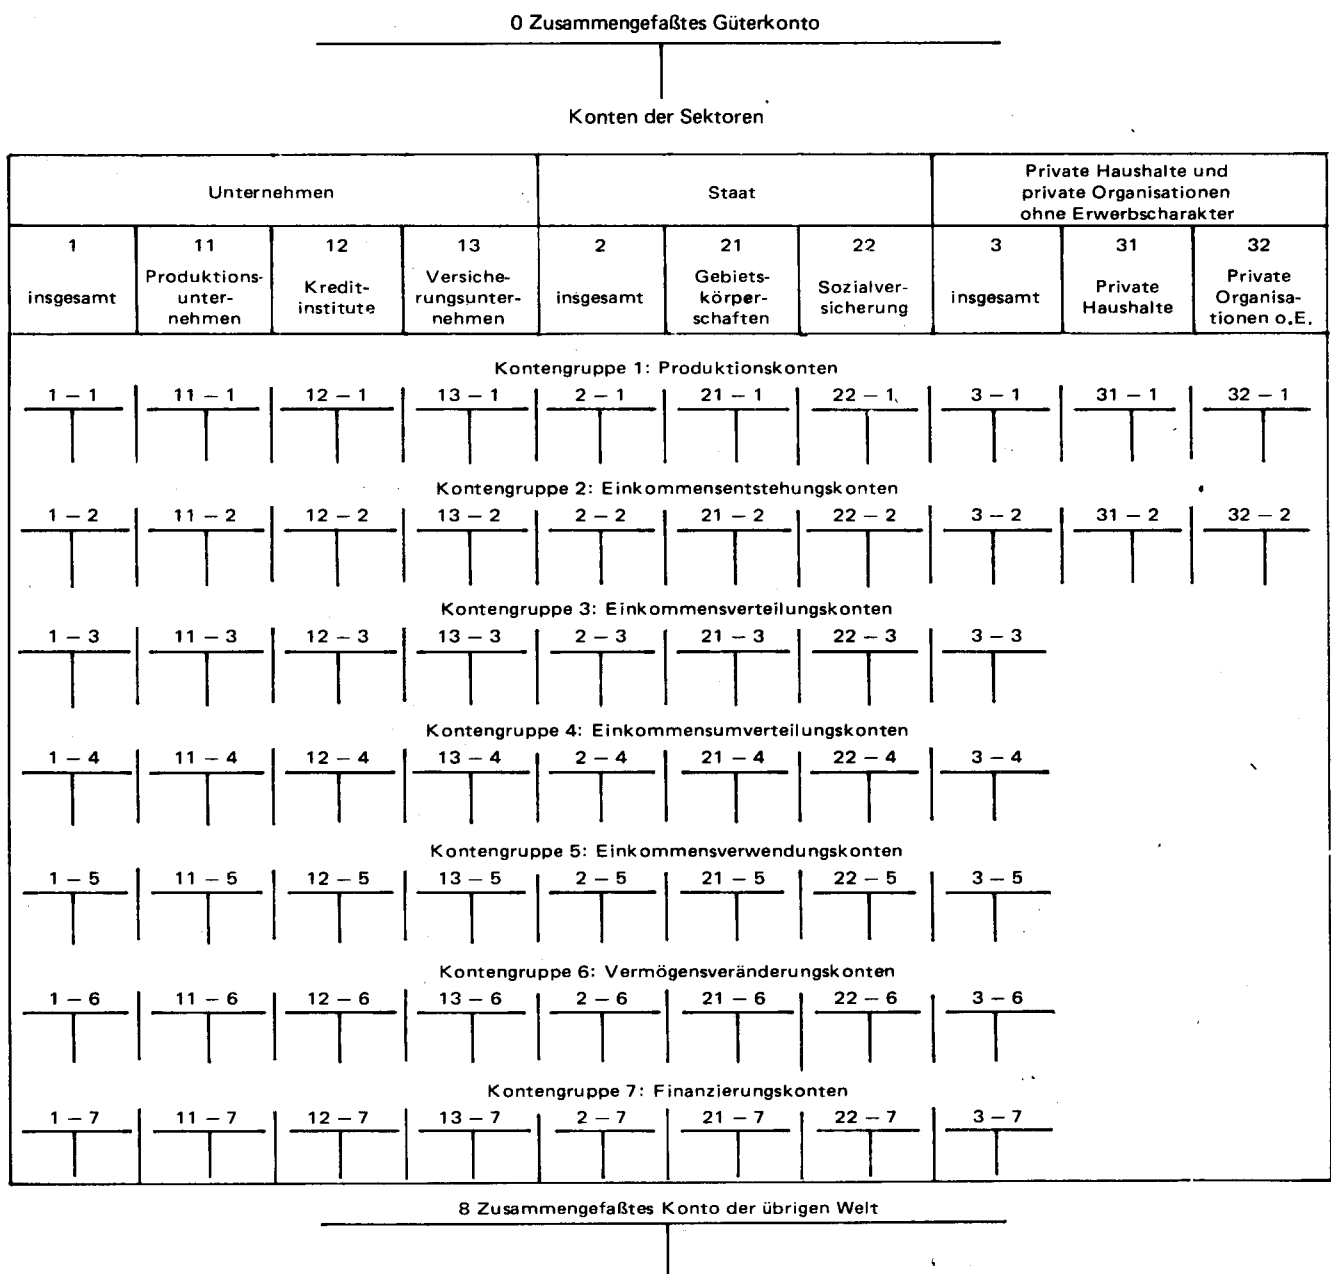 0 Zusammengefaßtes Güterkonto
Konten der Sektoren
Unternehmen
Staat
Private Haushalte und
private Organisationen
ohne Erwerbscharakter
1 11 12 13 2 21 22 3 31 32
insgesamt
Produktions-
unter-
nehmen
Kredit-
institute
Versiche-
rungsunter-
nehmen
insgesamt
Gebiets-
körper-
schaften
Sozialver-
sicherung
insgesamt
Private
Haushalte
Private
Organisa-
tionen o.E.
Kontengruppe 1: Produktionskonten
1 – 1 11 – 1 12 – 1 13 – 1 2 – 1 21 – 1 22 – 1 3 – 1 31 – 1 32 – 1
Kontengruppe 2: Einkommensentstehungskonten
1 – 2 11 – 2 12 – 2 13 – 2 2 – 2 21 – 2 22 – 2 3 – 2 31 – 2 32 – 2
Kontengruppe 3: Einkommensverteilungskonten
1 – 3 11 – 3 12 – 3 13 – 3 2 – 3 21 – 3 22 – 3 3 – 3
Kontengruppe 4: Einkommensumverteilungskonten
1 – 4 11 – 4 12 – 4 13 – 4 2 – 4 21 – 4 22 – 4 3 – 4
Kontengruppe 5: Einkommensverwendungskonten
1 – 5 11 – 5 12 – 5 13 – 5 2 – 5 21 – 5 22 – 5 3 – 5
Kontengruppe 6: Vermögensveränderungskonten
1 – 6 11 – 6 12 – 6 13 – 6 2 – 6 21 – 6 22 – 6 3 – 6
Kontengruppe 7: Finanzierungskonten
1 – 7 11 – 7 12 – 7 13 – 7 2 – 7 21 – 7 22 – 7 3 – 7
8 Zusammengefaßtes Konto der übrigen Welt